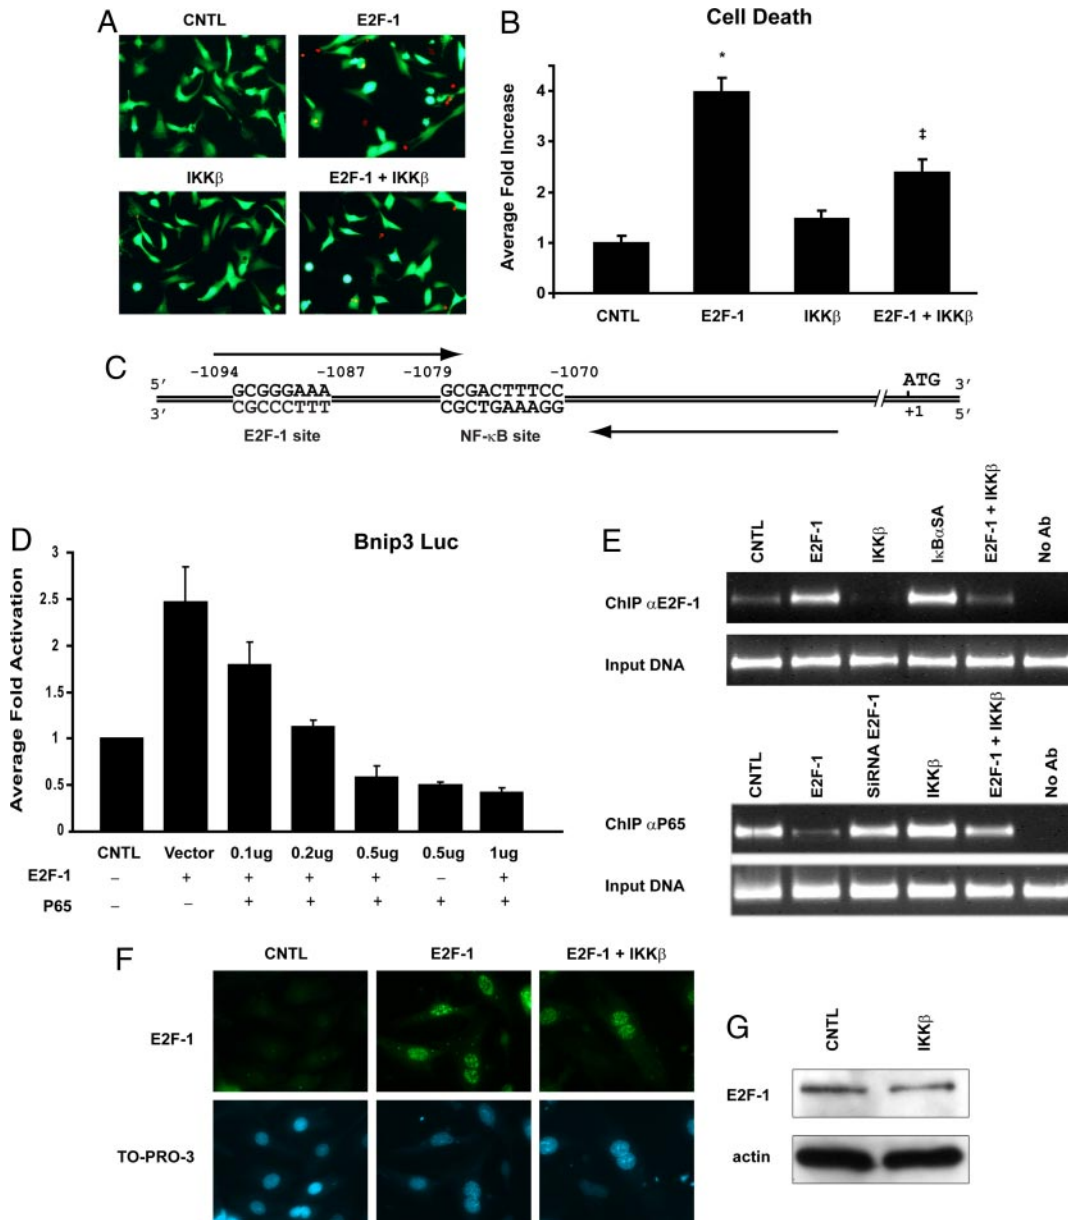 A
CNTL
E2F-1
IKKβ
E2F-1 + IKKβ
B
Cell Death
Average Fold Increase
4
3
2
1
0
*
‡
CNTL
E2F-1
IKKβ
E2F-1 + IKKβ
C
−1094 −1087 −1079 −1070
5′ GCGGGAAA GCGACTTTCC ATG 3′
3′ CGCCCTTT CGCTGAAAGG +1 5′
E2F-1 site NF-κB site
D
Bnip3 Luc
Average Fold Activation
3
2.5
2
1.5
1
0.5
0
CNTL Vector 0.1ug 0.2ug 0.5ug 0.5ug 1ug
E2F-1 − + + + + − +
P65 − − + + + + +
E
CNTL
E2F-1
IKKβ
IκBαSA
E2F-1 + IKKβ
No Ab
ChIP αE2F-1
Input DNA
CNTL
E2F-1
SiRNA E2F-1
IKKβ
E2F-1 + IKKβ
No Ab
ChIP αP65
Input DNA
F
CNTL
E2F-1
E2F-1 + IKKβ
E2F-1
TO-PRO-3
G
CNTL
IKKβ
E2F-1
actin